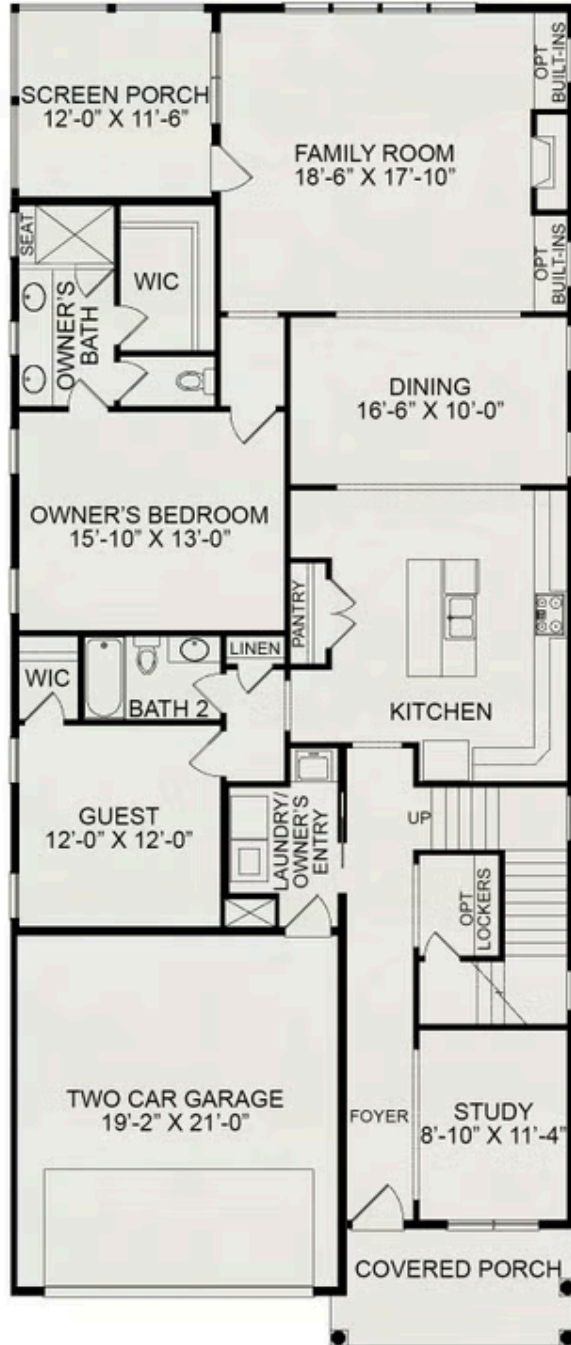 SCREEN PORCH
12'-0" X 11'-6"
FAMILY ROOM
18'-6" X 17'-10"
OPT
BUILT-INS
OPT
BUILT-INS
SEAT
WIC
OWNER'S
BATH
DINING
16'-6" X 10'-0"
OWNER'S BEDROOM
15'-10" X 13'-0"
PANTRY
LINEN
WIC
BATH 2
KITCHEN
GUEST
12'-0" X 12'-0"
LAUNDRY/
OWNER'S
ENTRY
UP
OPT
LOCKERS
TWO CAR GARAGE
19'-2" X 21'-0"
FOYER
STUDY
8'-10" X 11'-4"
COVERED PORCH